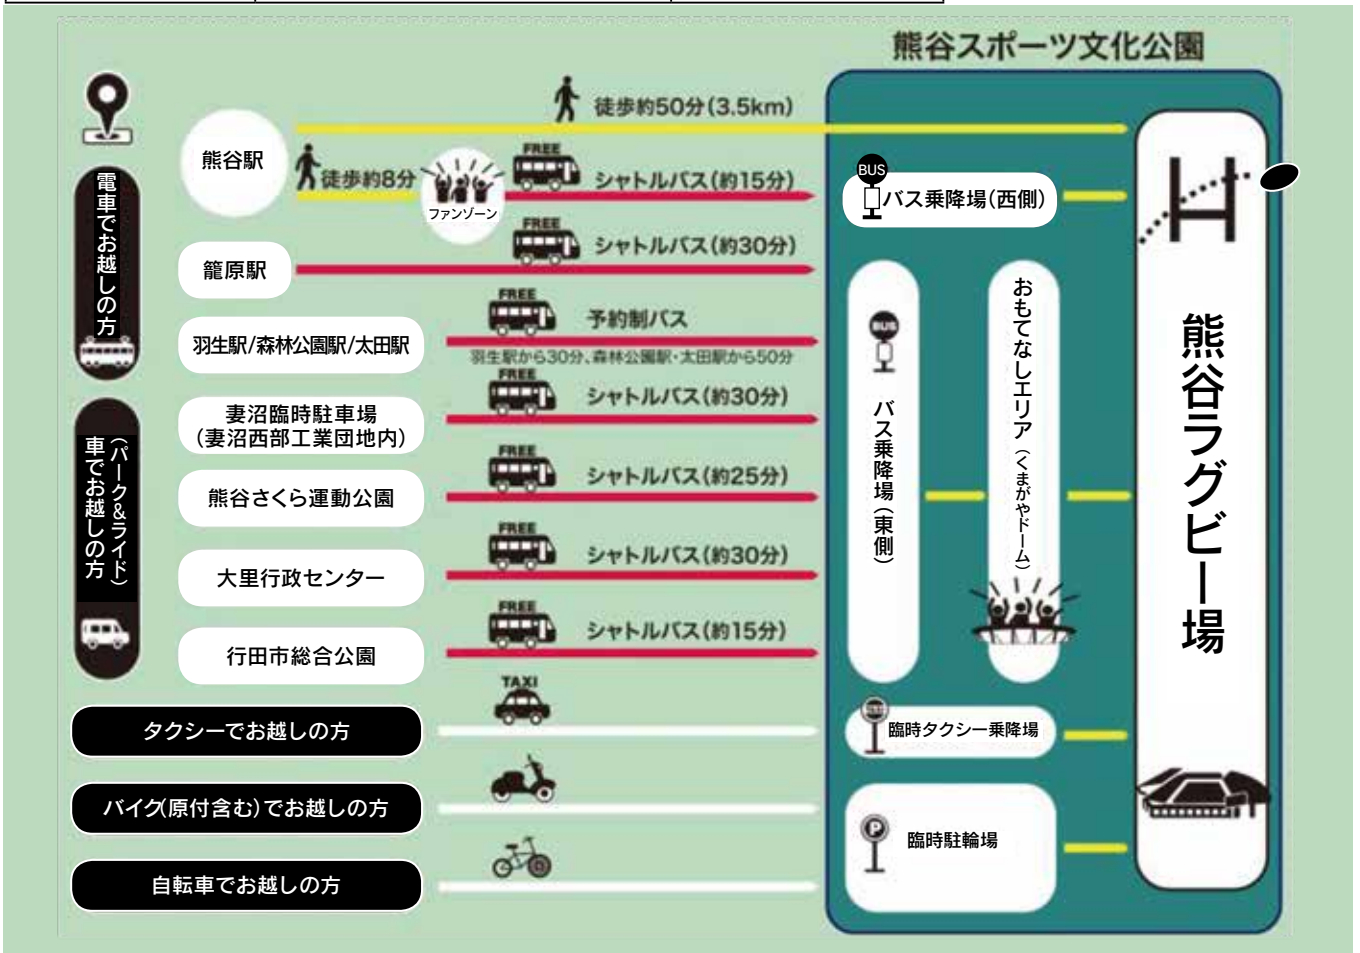 熊谷スポーツ文化公園
徒歩約50分(3.5km)
熊谷駅
徒歩約8分
ファンゾーン
FREE
シャトルバス(約15分)
BUS
バス乗降場(西側)
電車でお越しの方
籠原駅
FREE
シャトルバス(約30分)
羽生駅/森林公園駅/太田駅
FREE
予約制バス
羽生駅から30分、森林公園駅・太田駅から50分
(パーク&ライド)
車でお越しの方
妻沼臨時駐車場
(妻沼西部工業団地内)
FREE
シャトルバス(約30分)
熊谷さくら運動公園
FREE
シャトルバス(約25分)
大里行政センター
FREE
シャトルバス(約30分)
行田市総合公園
FREE
シャトルバス(約15分)
BUS
バス乗降場(東側)
おもてなしエリア(くまがやドーム)
熊谷ラグビー場
タクシーでお越しの方
TAXI
臨時タクシー乗降場
バイク(原付含む)でお越しの方
P
臨時駐輪場
自転車でお越しの方